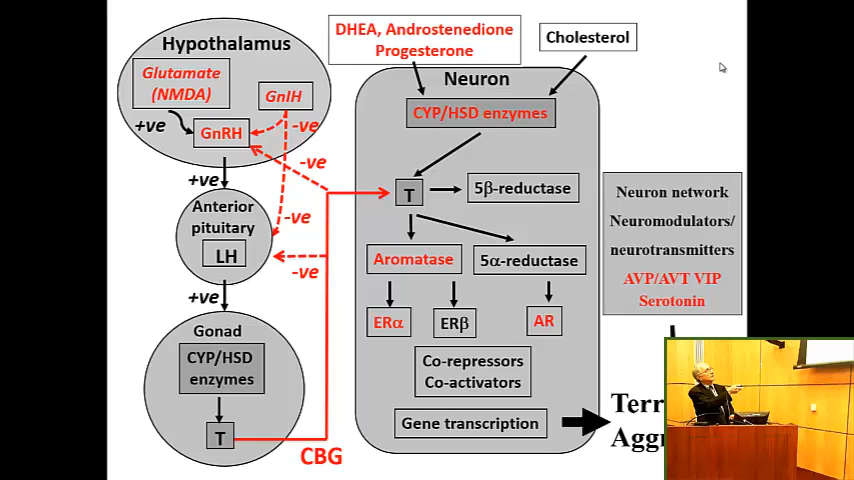 Hypothalamus
Glutamate
(NMDA)
GnIH
+ve
GnRH
-ve
-ve
+ve
Anterior
pituitary
LH
-ve
-ve
+ve
Gonad
CYP/HSD
enzymes
T
CBG
DHEA, Androstenedione
Progesterone
Cholesterol
Neuron
CYP/HSD enzymes
T
5β-reductase
Aromatase
5α-reductase
ERα
ERβ
AR
Co-repressors
Co-activators
Gene transcription
Neuron network
Neuromodulators/
neurotransmitters
AVP/AVT VIP
Serotonin
Terr
Aggr